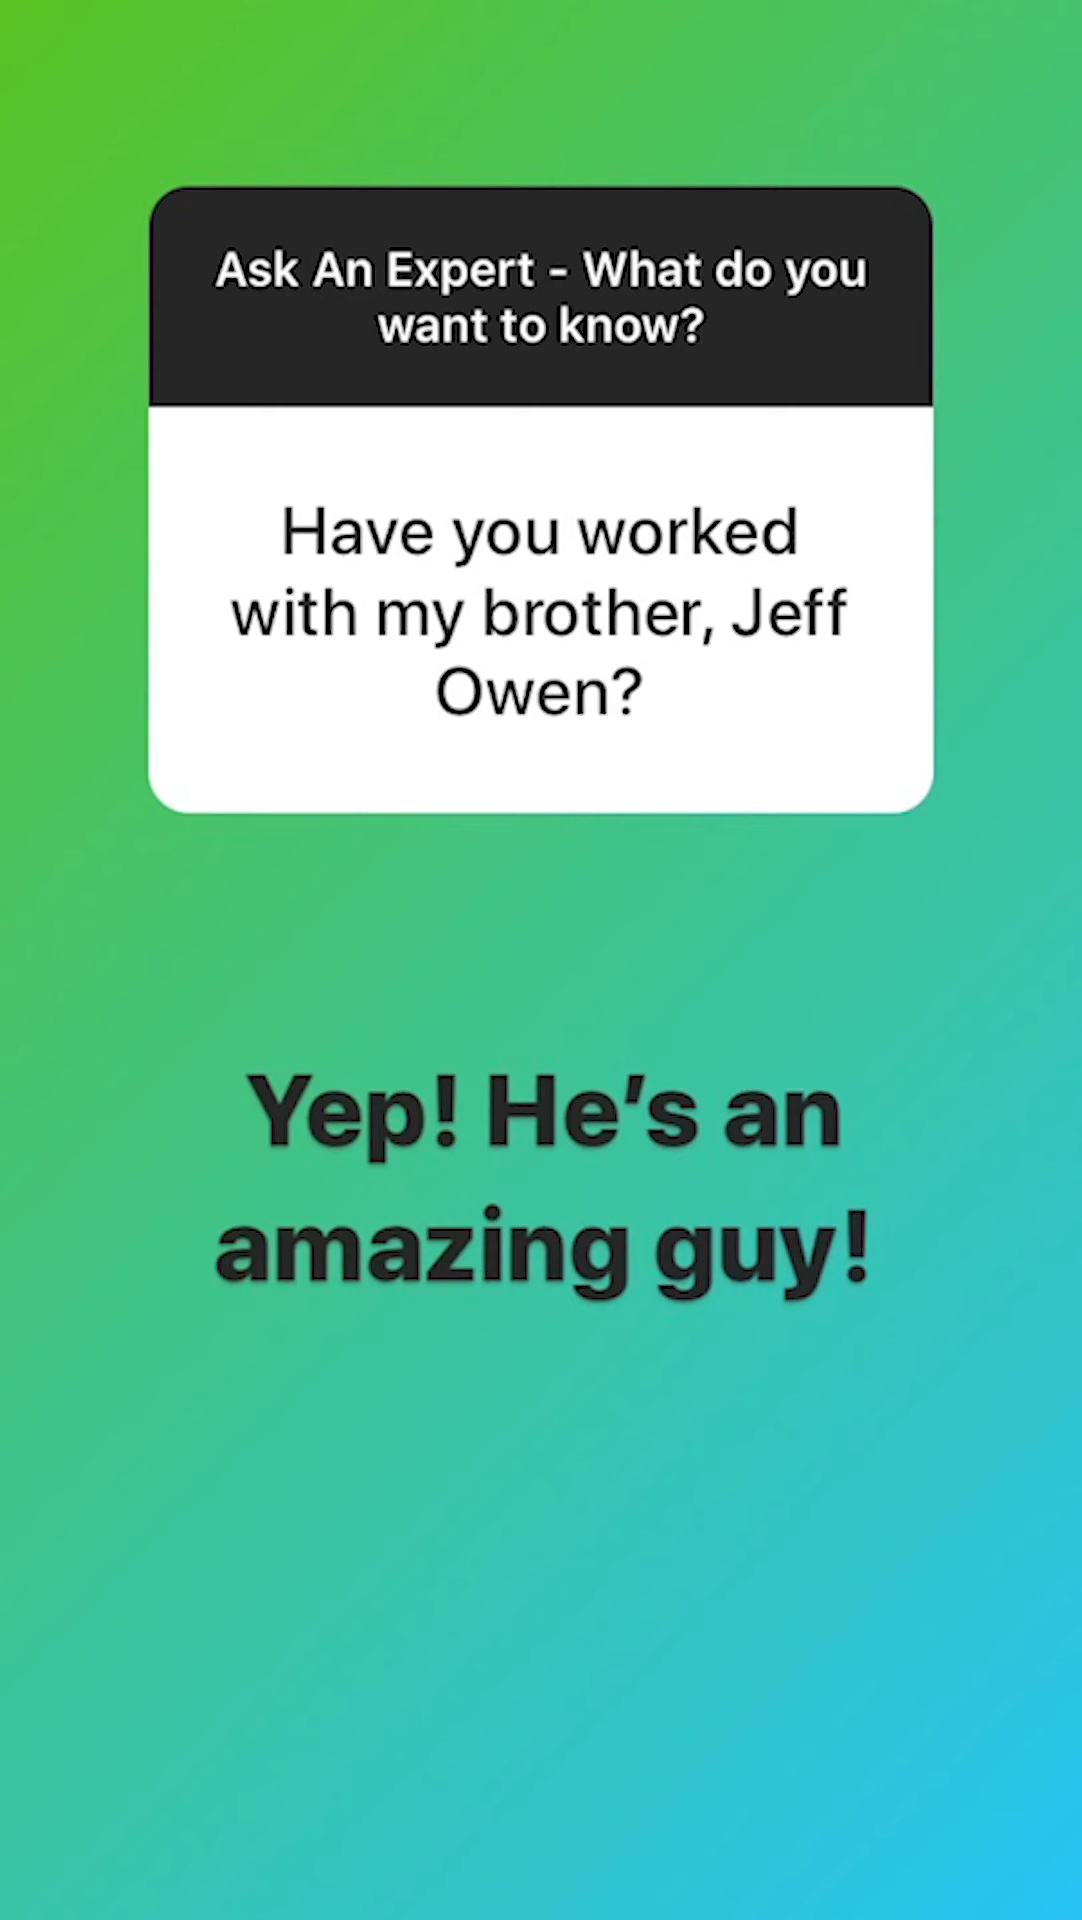 Ask An Expert - What do you
want to know?
Have you worked
with my brother, Jeff
Owen?
Yep! He’s an
amazing guy!